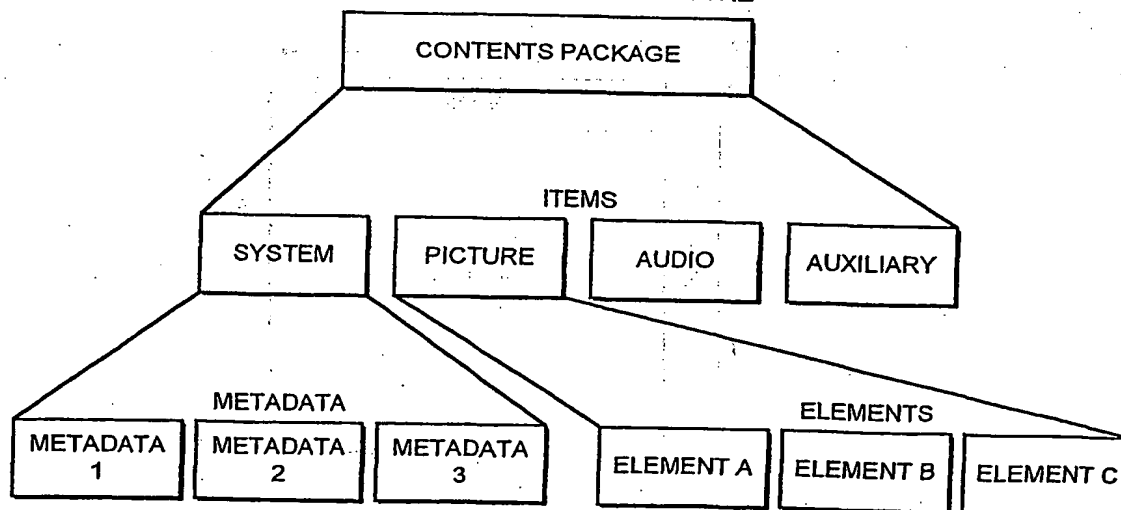 CONTENTS PACKAGE
ITEMS
SYSTEM
PICTURE
AUDIO
AUXILIARY
METADATA
ELEMENTS
METADATA
1
METADATA
2
METADATA
3
ELEMENT A
ELEMENT B
ELEMENT C